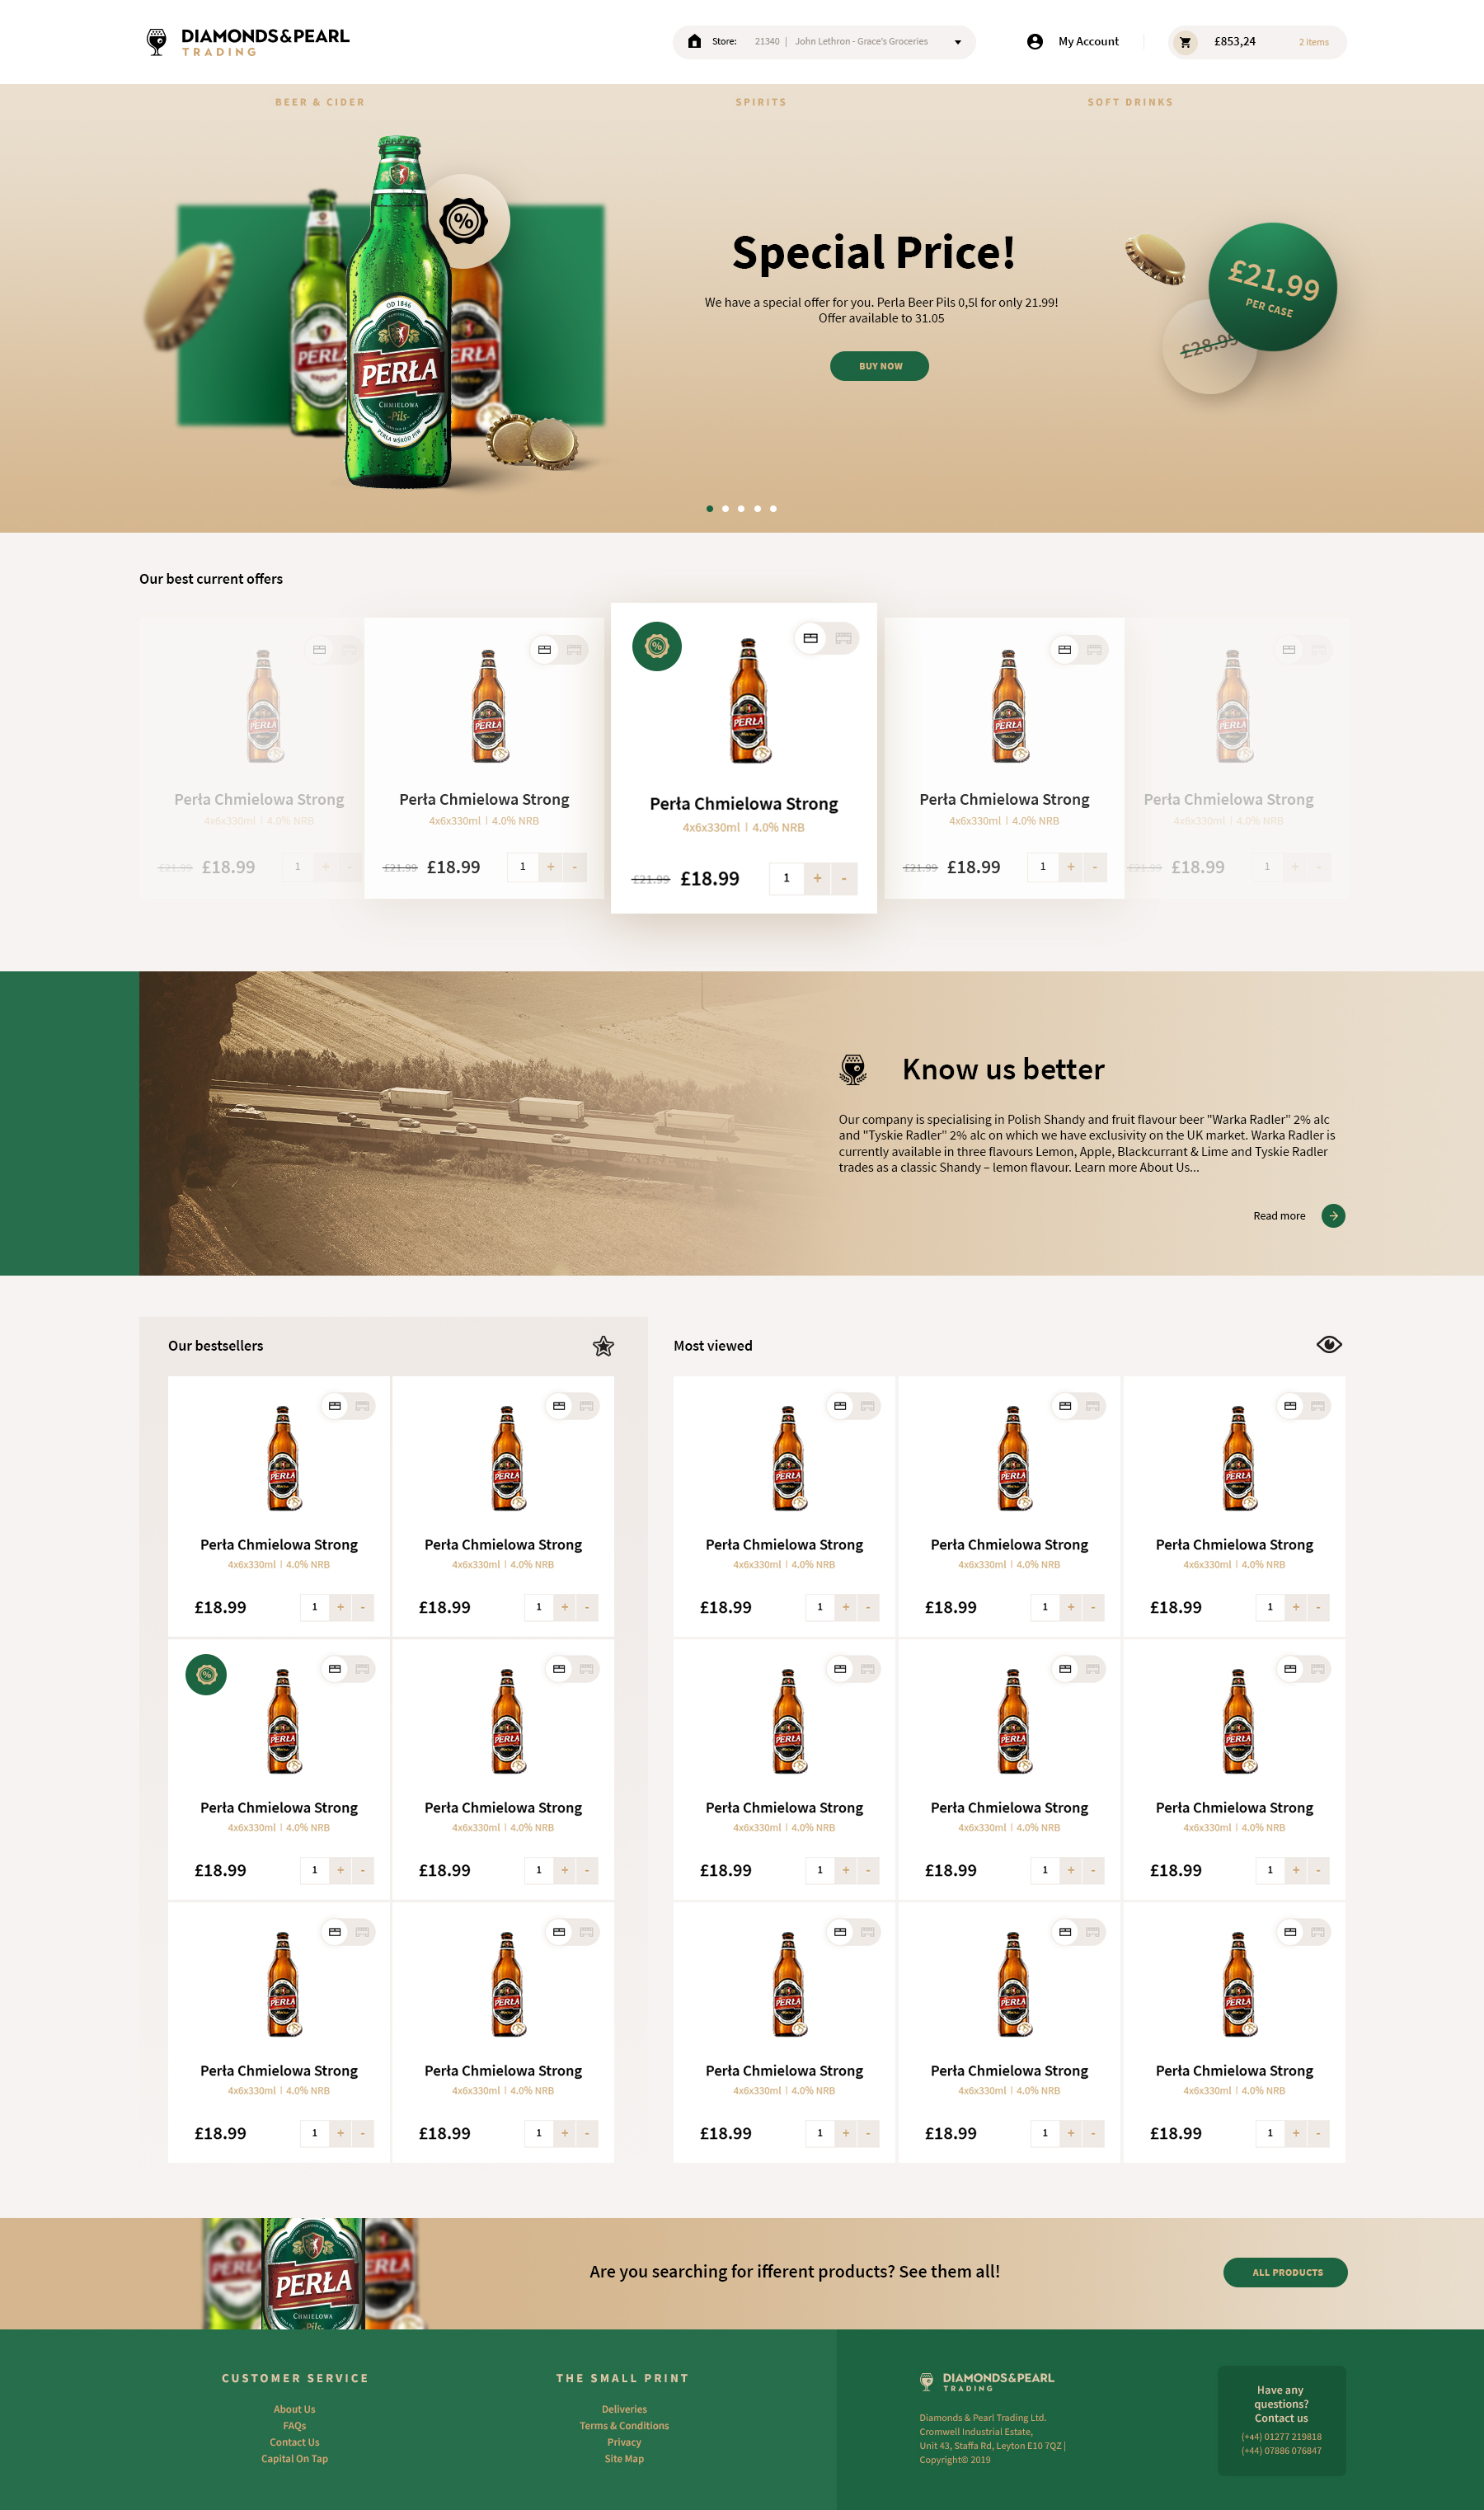 DIAMONDS&PEARL
TRADING
Store: 21340 | John Lethron - Grace's Groceries
My Account
£853,24
2 items
BEER & CIDER
SPIRITS
SOFT DRINKS
OD 1846
PERŁA
export
PERŁA
CHMIELOWA
-Pils-
PERŁA WŚRÓD PIW
%
Special Price!
We have a special offer for you. Perla Beer Pils 0,5l for only 21.99!
Offer available to 31.05
BUY NOW
£21.99
PER CASE
£28.99
Our best current offers
Perła Chmielowa Strong
4x6x330ml | 4.0% NRB
£21.99 £18.99 1 + -
Perła Chmielowa Strong
4x6x330ml | 4.0% NRB
£21.99 £18.99 1 + -
%
PERŁA
Perła Chmielowa Strong
4x6x330ml | 4.0% NRB
£21.99 £18.99 1 + -
Perła Chmielowa Strong
4x6x330ml | 4.0% NRB
£21.99 £18.99 1 + -
Perła Chmielowa Strong
4x6x330ml | 4.0% NRB
£21.99 £18.99 1 + -
Know us better
Our company is specialising in Polish Shandy and fruit flavour beer "Warka Radler" 2% alc
and "Tyskie Radler" 2% alc on which we have exclusivity on the UK market. Warka Radler is
currently available in three flavours Lemon, Apple, Blackcurrant & Lime and Tyskie Radler
trades as a classic Shandy – lemon flavour. Learn more About Us...
Read more
Our bestsellers
Perła Chmielowa Strong
4x6x330ml | 4.0% NRB
£18.99 1 + -
Perła Chmielowa Strong
4x6x330ml | 4.0% NRB
£18.99 1 + -
%
Perła Chmielowa Strong
4x6x330ml | 4.0% NRB
£18.99 1 + -
Perła Chmielowa Strong
4x6x330ml | 4.0% NRB
£18.99 1 + -
Perła Chmielowa Strong
4x6x330ml | 4.0% NRB
£18.99 1 + -
Perła Chmielowa Strong
4x6x330ml | 4.0% NRB
£18.99 1 + -
Most viewed
Perła Chmielowa Strong
4x6x330ml | 4.0% NRB
£18.99 1 + -
Perła Chmielowa Strong
4x6x330ml | 4.0% NRB
£18.99 1 + -
Perła Chmielowa Strong
4x6x330ml | 4.0% NRB
£18.99 1 + -
Perła Chmielowa Strong
4x6x330ml | 4.0% NRB
£18.99 1 + -
Perła Chmielowa Strong
4x6x330ml | 4.0% NRB
£18.99 1 + -
Perła Chmielowa Strong
4x6x330ml | 4.0% NRB
£18.99 1 + -
Perła Chmielowa Strong
4x6x330ml | 4.0% NRB
£18.99 1 + -
Perła Chmielowa Strong
4x6x330ml | 4.0% NRB
£18.99 1 + -
Perła Chmielowa Strong
4x6x330ml | 4.0% NRB
£18.99 1 + -
PERŁA
CHMIELOWA
-Pils-
Are you searching for ifferent products? See them all!
ALL PRODUCTS
CUSTOMER SERVICE
About Us
FAQs
Contact Us
Capital On Tap
THE SMALL PRINT
Deliveries
Terms & Conditions
Privacy
Site Map
DIAMONDS&PEARL
TRADING
Diamonds & Pearl Trading Ltd.
Cromwell Industrial Estate,
Unit 43, Staffa Rd, Leyton E10 7QZ |
Copyright© 2019
Have any
questions?
Contact us
(+44) 01277 219818
(+44) 07886 076847